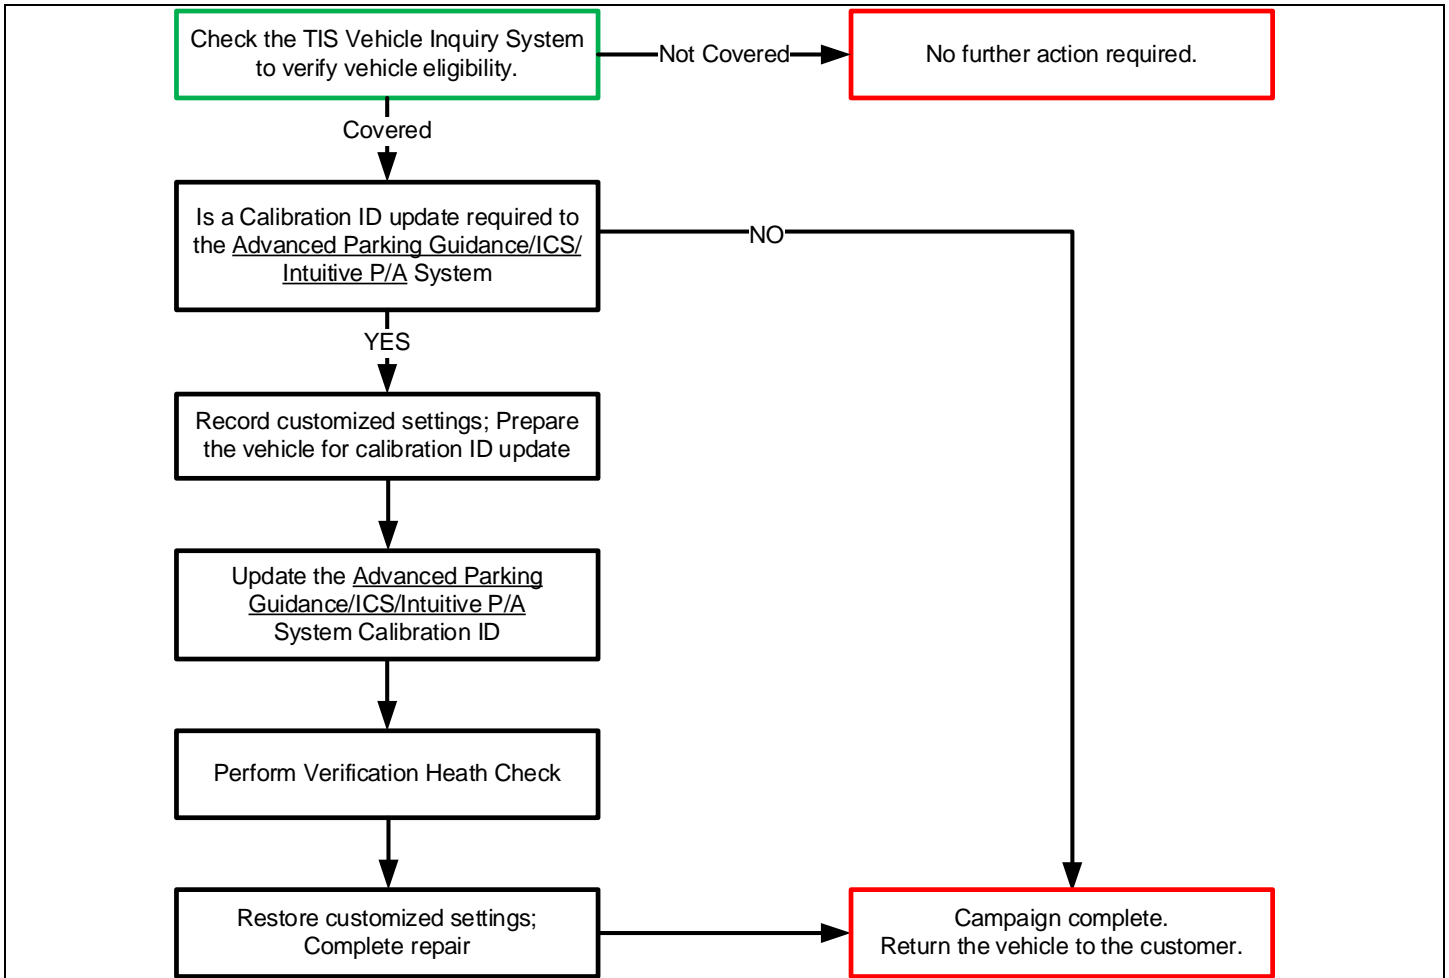 Check the TIS Vehicle Inquiry System
to verify vehicle eligibility.
Not Covered
No further action required.
Covered
Is a Calibration ID update required to
the Advanced Parking Guidance/ICS/
Intuitive P/A System
NO
YES
Record customized settings; Prepare
the vehicle for calibration ID update
Update the Advanced Parking
Guidance/ICS/Intuitive P/A
System Calibration ID
Perform Verification Heath Check
Restore customized settings;
Complete repair
Campaign complete.
Return the vehicle to the customer.